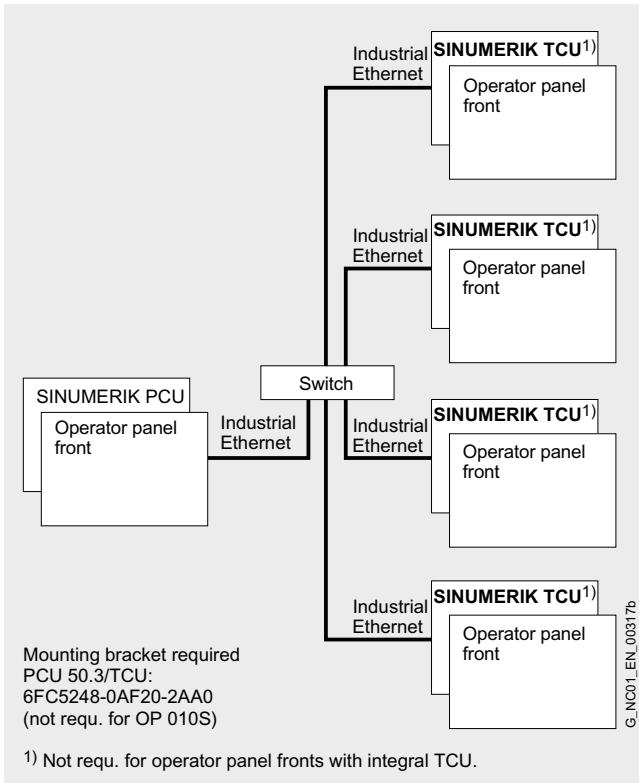 Industrial
Ethernet
SINUMERIK TCU1)
Operator panel
front
Industrial
Ethernet
SINUMERIK TCU1)
Operator panel
front
Switch
SINUMERIK PCU
Operator panel
front
Industrial
Ethernet
Industrial
Ethernet
SINUMERIK TCU1)
Operator panel
front
Industrial
Ethernet
SINUMERIK TCU1)
Operator panel
front
Mounting bracket required
PCU 50.3/TCU:
6FC5248-0AF20-2AA0
(not requ. for OP 010S)
1) Not requ. for operator panel fronts with integral TCU.
G_NC01_EN_00317b